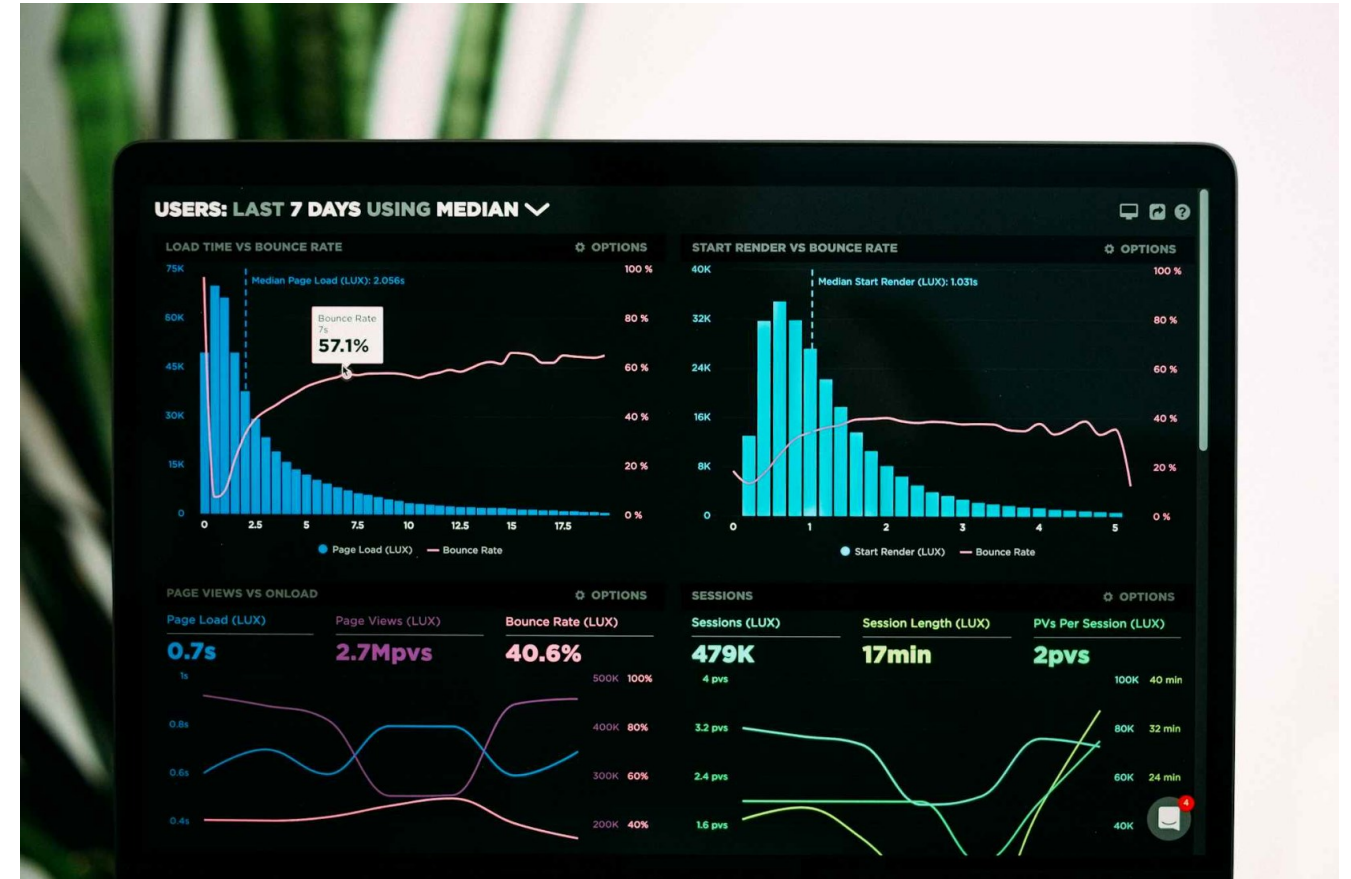 USERS: LAST 7 DAYS USING MEDIAN
LOAD TIME VS BOUNCE RATE
OPTIONS
75K
60K
45K
30K
15K
0
Median Page Load (LUX): 2.056s
Bounce Rate
7s
57.1%
100 %
80 %
60 %
40 %
20 %
0 %
0 2.5 5 7.5 10 12.5 15 17.5
Page Load (LUX) Bounce Rate
START RENDER VS BOUNCE RATE
OPTIONS
40K
32K
24K
16K
8K
0
Median Start Render (LUX): 1.031s
100 %
80 %
60 %
40 %
20 %
0 %
0 1 2 3 4 5
Start Render (LUX) Bounce Rate
PAGE VIEWS VS ONLOAD
OPTIONS
Page Load (LUX) Page Views (LUX) Bounce Rate (LUX)
0.7s 2.7Mpvs 40.6%
1s 500K 100%
0.8s 400K 80%
0.6s 300K 60%
0.4s 200K 40%
SESSIONS
OPTIONS
Sessions (LUX) Session Length (LUX) PVs Per Session (LUX)
479K 17min 2pvs
4 pvs 100K 40 min
3.2 pvs 80K 32 min
2.4 pvs 60K 24 min
1.6 pvs 40K
4